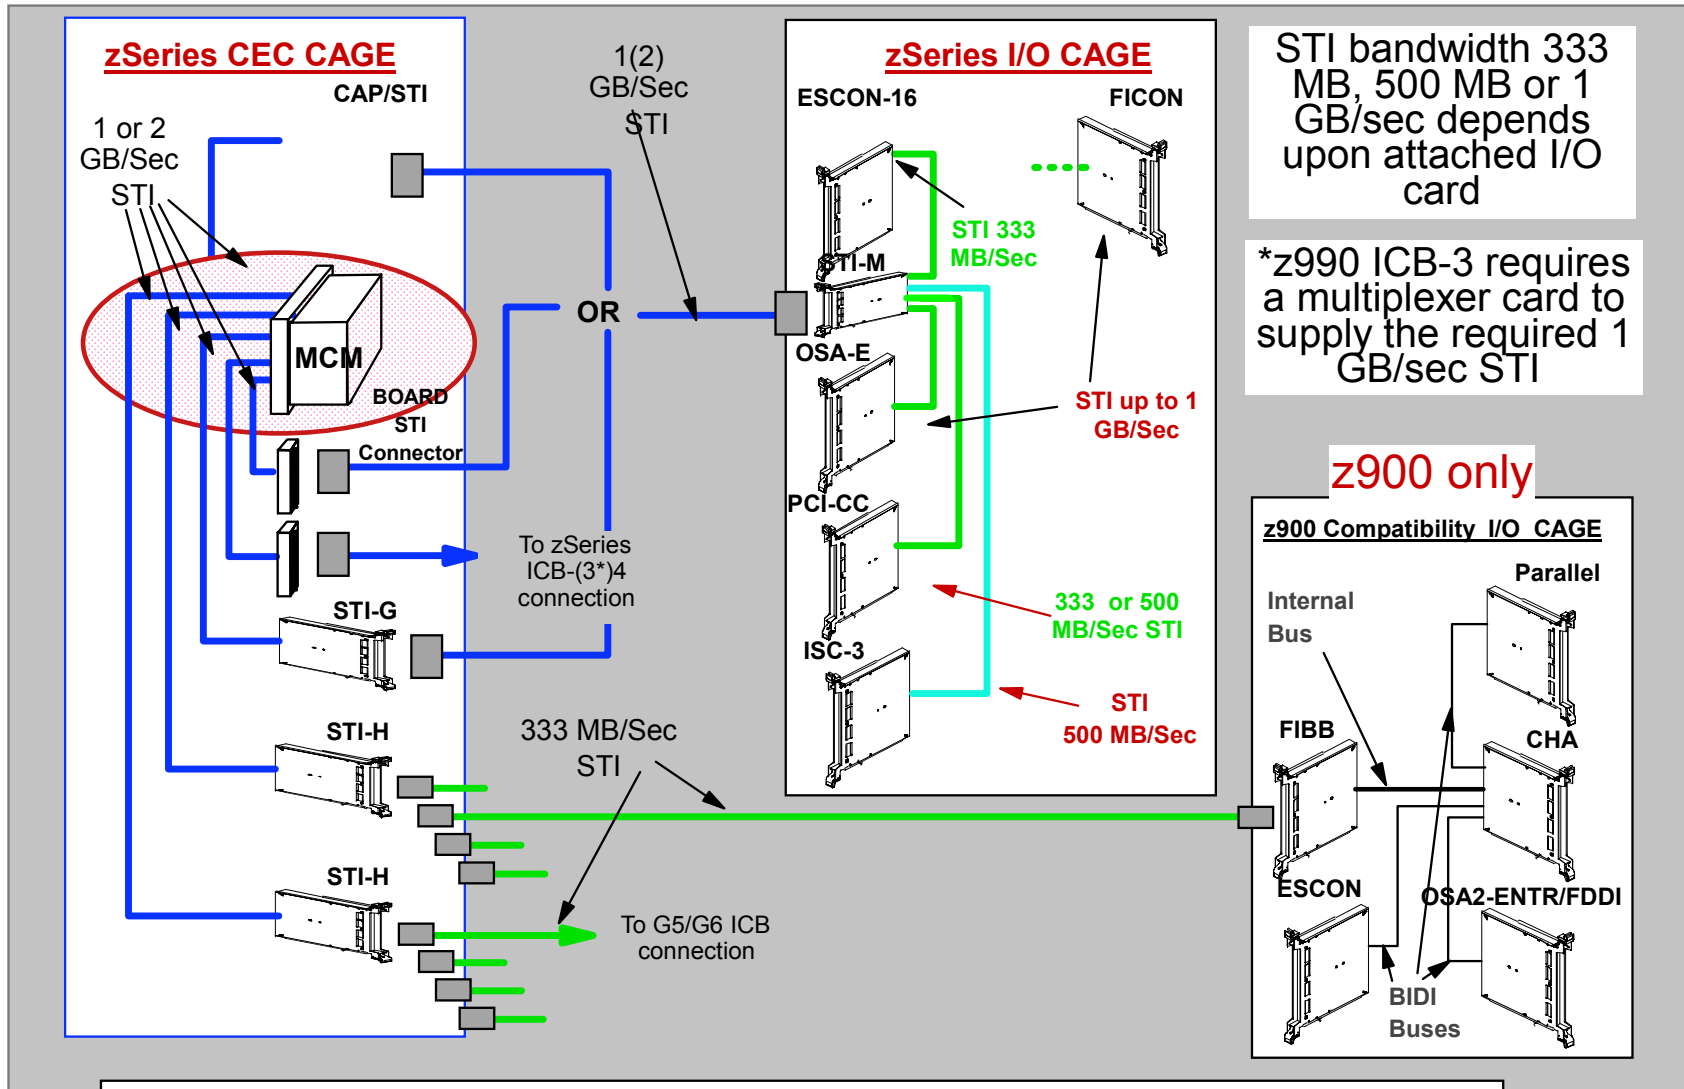 zSeries CEC CAGE
CAP/STI
1 or 2
GB/Sec
STI
MCM
BOARD
STI
Connector
STI-G
STI-H
STI-H
1(2)
GB/Sec
STI
OR
To zSeries
ICB-(3*)4
connection
333 MB/Sec
STI
To G5/G6 ICB
connection
zSeries I/O CAGE
ESCON-16
FICON
STI 333
MB/Sec
STI-M
OSA-E
STI up to 1
GB/Sec
PCI-CC
333 or 500
MB/Sec STI
ISC-3
STI
500 MB/Sec
STI bandwidth 333
MB, 500 MB or 1
GB/sec depends
upon attached I/O
card
*z990 ICB-3 requires
a multiplexer card to
supply the required 1
GB/sec STI
z900 only
z900 Compatibility I/O CAGE
Parallel
Internal
Bus
FIBB
CHA
ESCON
OSA2-ENTR/FDDI
BIDI
Buses